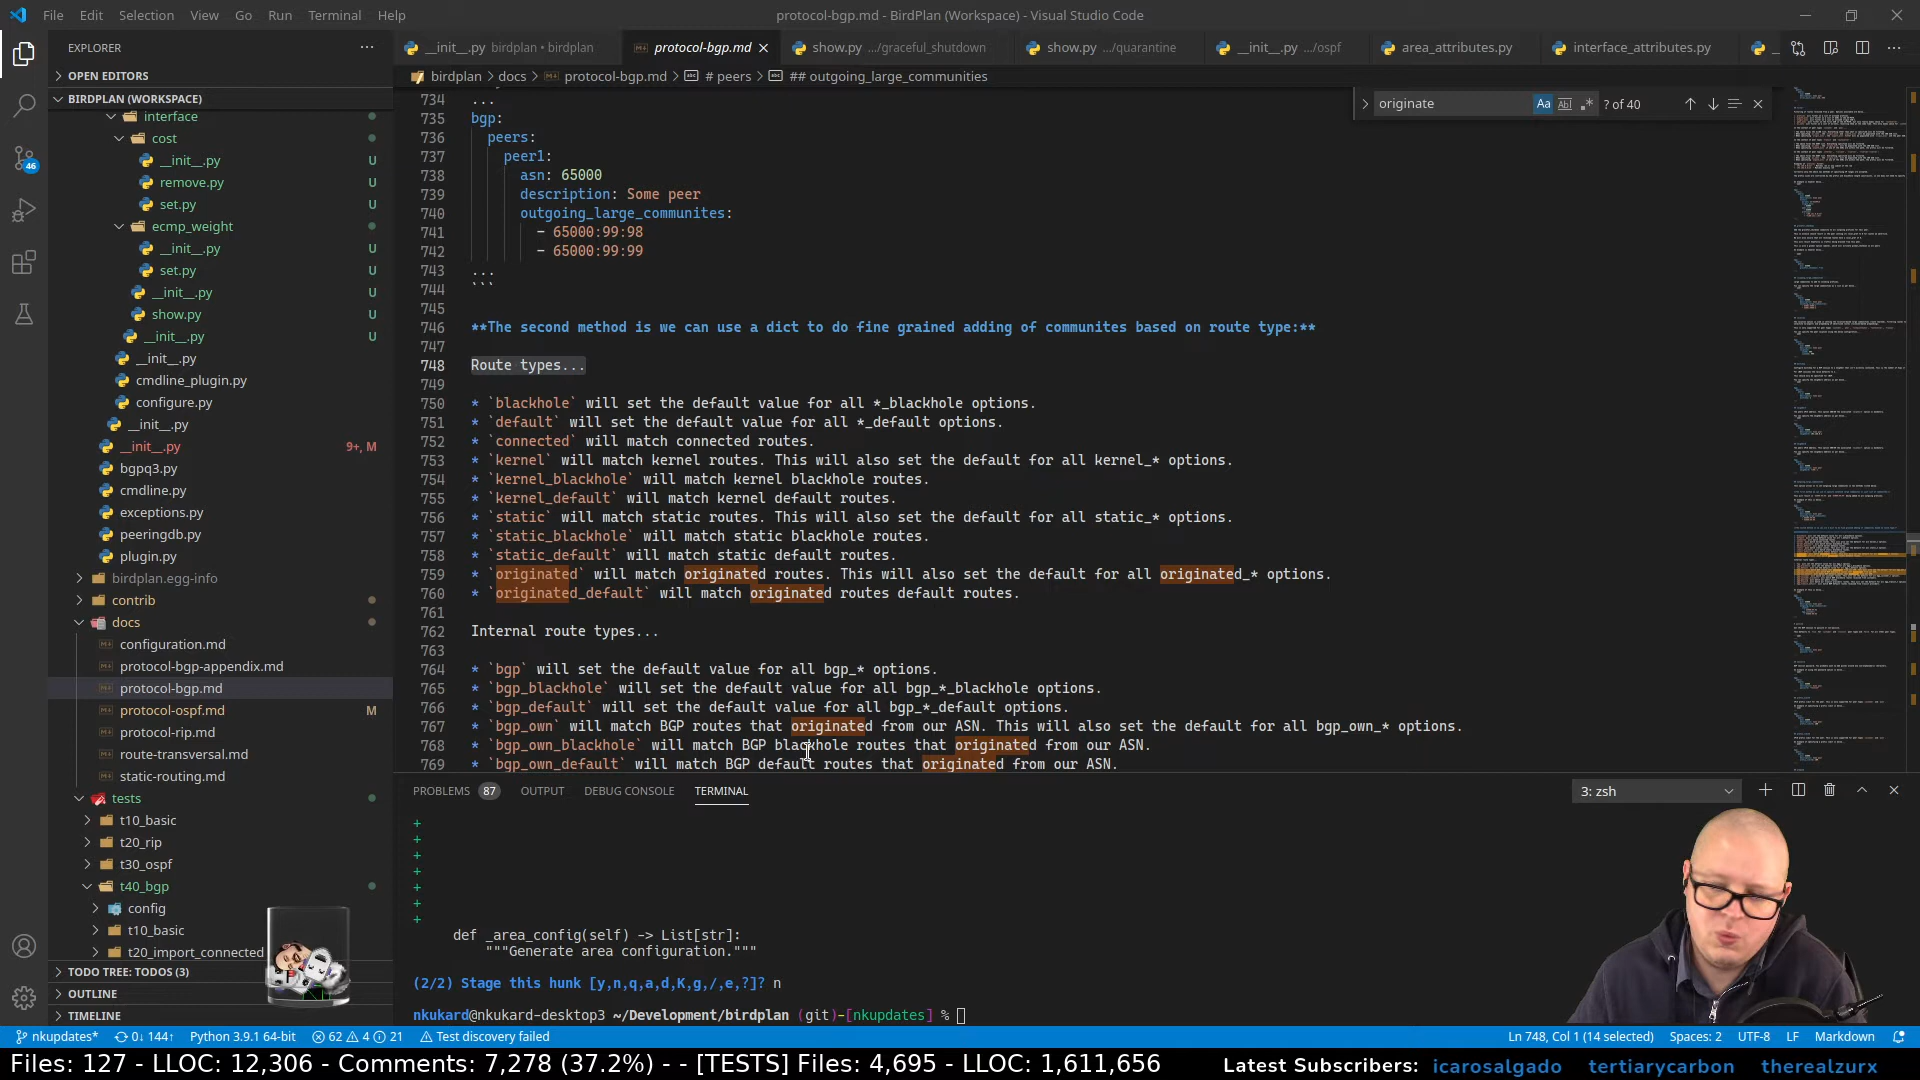 File Edit Selection View Go Run Terminal Help
protocol-bgp.md - BirdPlan (Workspace) - Visual Studio Code
EXPLORER
__init__.py birdplan • birdplan
protocol-bgp.md
show.py .../graceful_shutdown
show.py .../quarantine
__init__.py .../ospf
area_attributes.py
interface_attributes.py
OPEN EDITORS
birdplan > docs > protocol-bgp.md > # peers > ## outgoing_large_communities
BIRDPLAN (WORKSPACE)
originate
Aa
Abl
? of 40
interface
cost
__init__.py U
remove.py U
set.py U
ecmp_weight
__init__.py U
set.py U
__init__.py U
show.py U
__init__.py U
__init__.py
cmdline_plugin.py
configure.py
__init__.py
__init__.py 9+, M
bgpq3.py
cmdline.py
exceptions.py
peeringdb.py
plugin.py
birdplan.egg-info
contrib
docs
configuration.md
protocol-bgp-appendix.md
protocol-bgp.md
protocol-ospf.md M
protocol-rip.md
route-transversal.md
static-routing.md
tests
t10_basic
t20_rip
t30_ospf
t40_bgp
config
t10_basic
t20_import_connected
TODO TREE: TODOS (3)
OUTLINE
TIMELINE
46
734 ...
735 bgp:
736 peers:
737 peer1:
738 asn: 65000
739 description: Some peer
740 outgoing_large_communites:
741 - 65000:99:98
742 - 65000:99:99
743 ...
744 ```
745
746 **The second method is we can use a dict to do fine grained adding of communites based on route type:**
747
748 Route types...
749
750 * `blackhole` will set the default value for all *_blackhole options.
751 * `default` will set the default value for all *_default options.
752 * `connected` will match connected routes.
753 * `kernel` will match kernel routes. This will also set the default for all kernel_* options.
754 * `kernel_blackhole` will match kernel blackhole routes.
755 * `kernel_default` will match kernel default routes.
756 * `static` will match static routes. This will also set the default for all static_* options.
757 * `static_blackhole` will match static blackhole routes.
758 * `static_default` will match static default routes.
759 * `originated` will match originated routes. This will also set the default for all originated_* options.
760 * `originated_default` will match originated routes default routes.
761
762 Internal route types...
763
764 * `bgp` will set the default value for all bgp_* options.
765 * `bgp_blackhole` will set the default value for all bgp_*_blackhole options.
766 * `bgp_default` will set the default value for all bgp_*_default options.
767 * `bgp_own` will match BGP routes that originated from our ASN. This will also set the default for all bgp_own_* options.
768 * `bgp_own_blackhole` will match BGP blackhole routes that originated from our ASN.
769 * `bgp_own_default` will match BGP default routes that originated from our ASN.
PROBLEMS 87 OUTPUT DEBUG CONSOLE TERMINAL
3: zsh
+
+
+
+
+
+
+
def _area_config(self) -> List[str]:
"""Generate area configuration."""
(2/2) Stage this hunk [y,n,q,a,d,K,g,/,e,?]? n
nkukard@nkukard-desktop3 ~/Development/birdplan (git)-[nkupdates] %
nkupdates* 0↓ 144↑ Python 3.9.1 64-bit 62 4 21 Test discovery failed
Ln 748, Col 1 (14 selected) Spaces: 2 UTF-8 LF Markdown
Files: 127 - LLOC: 12,306 - Comments: 7,278 (37.2%) - - [TESTS] Files: 4,695 - LLOC: 1,611,656
Latest Subscribers: icarosalgado tertiarycarbon therealzurx